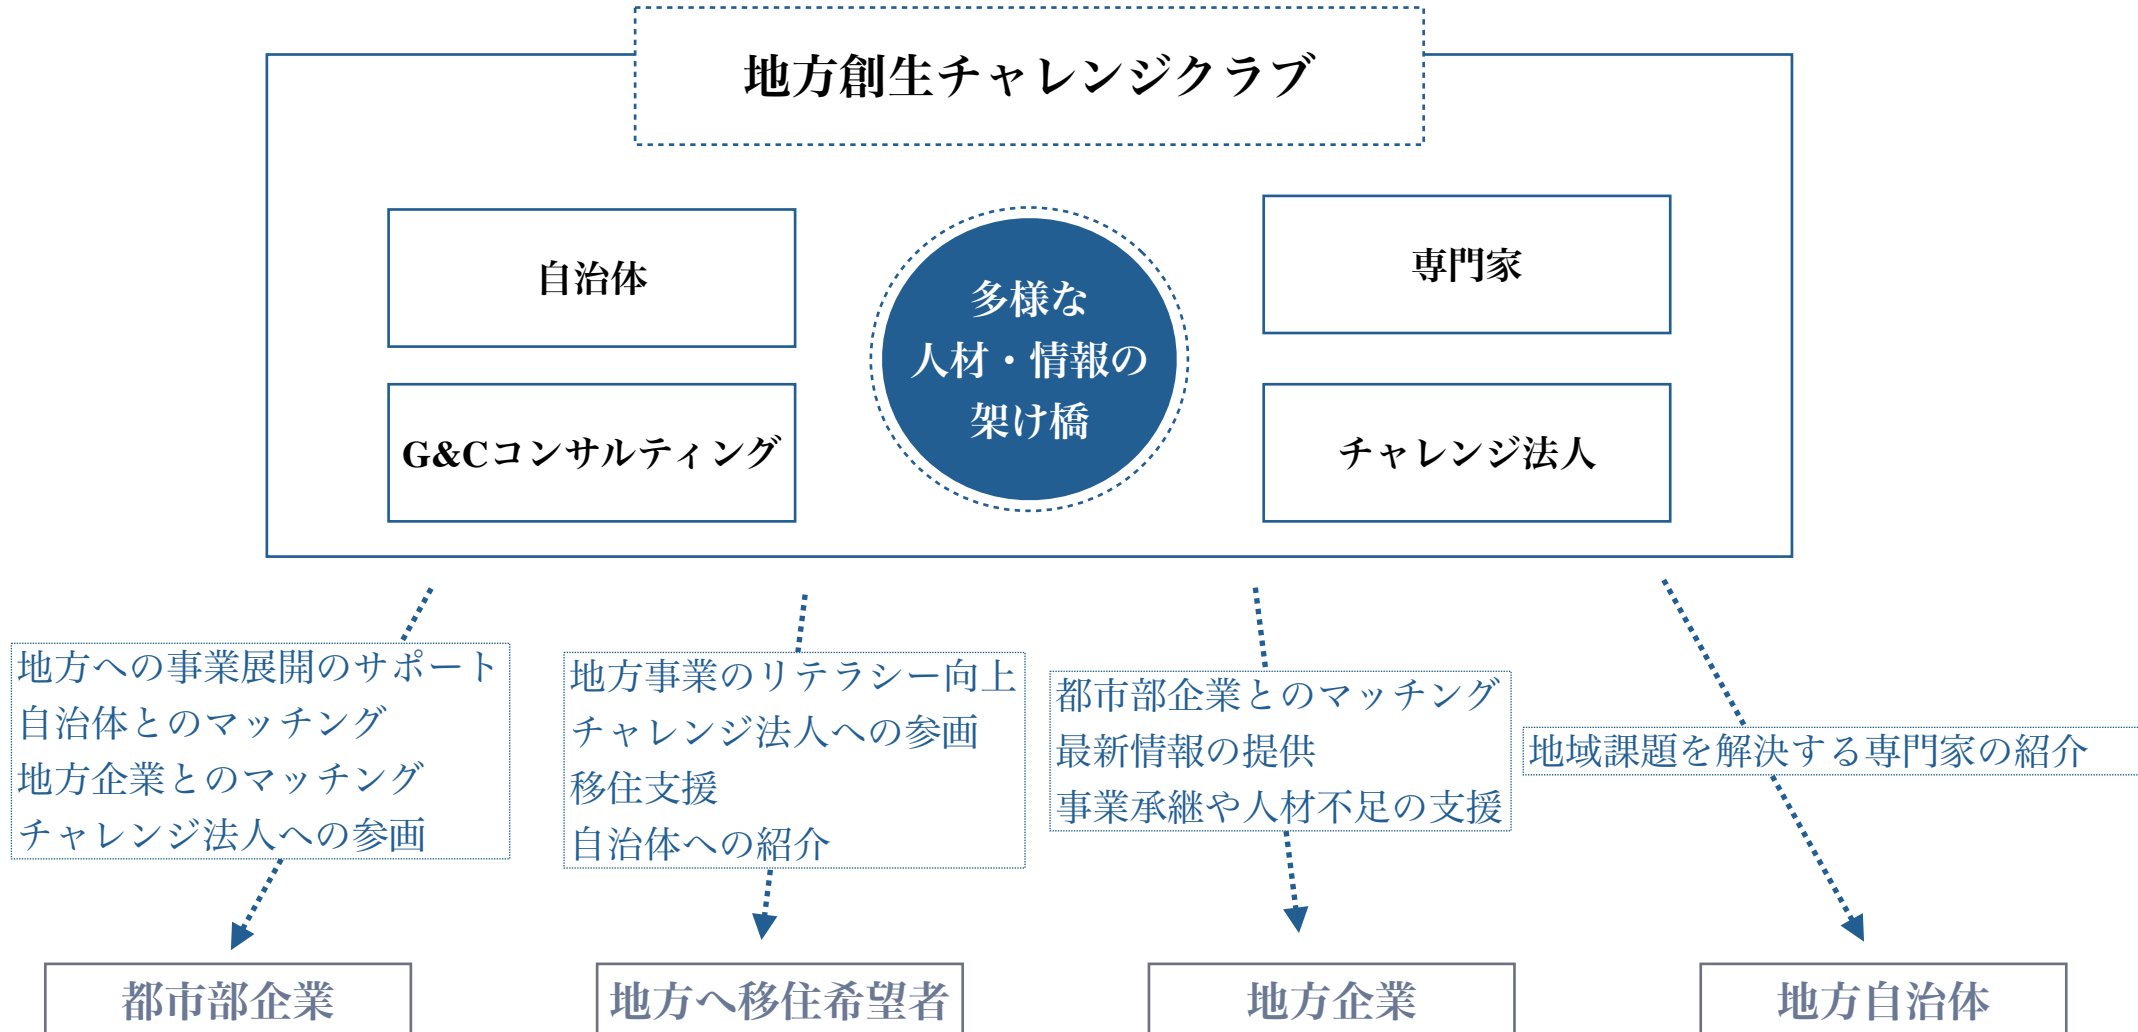 地方創生チャレンジクラブ
自治体
専門家
多様な
人材・情報の
架け橋
G&Cコンサルティング
チャレンジ法人
地方への事業展開のサポート
自治体とのマッチング
地方企業とのマッチング
チャレンジ法人への参画
地方事業のリテラシー向上
チャレンジ法人への参画
移住支援
自治体への紹介
都市部企業とのマッチング
最新情報の提供
事業承継や人材不足の支援
地域課題を解決する専門家の紹介
都市部企業
地方へ移住希望者
地方企業
地方自治体